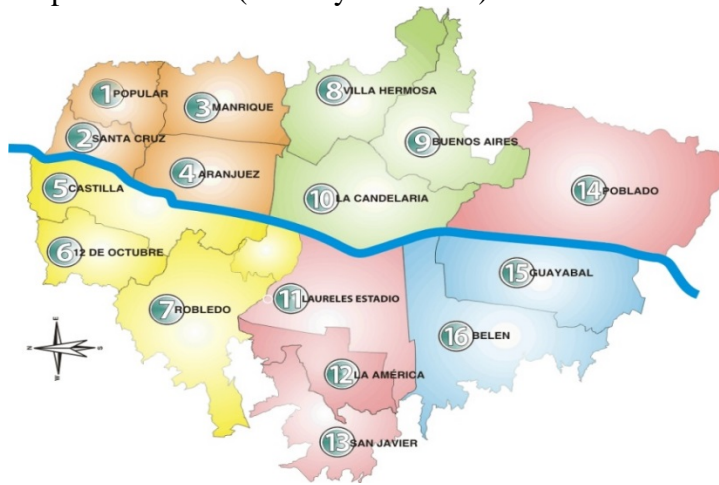 1 POPULAR
2 SANTA CRUZ
3 MANRIQUE
4 ARANJUEZ
5 CASTILLA
6 12 DE OCTUBRE
7 ROBLEDO
8 VILLA HERMOSA
9 BUENOS AIRES
10 LA CANDELARIA
11 LAURELES ESTADIO
12 LA AMÉRICA
13 SAN JAVIER
14 POBLADO
15 GUAYABAL
16 BELEN